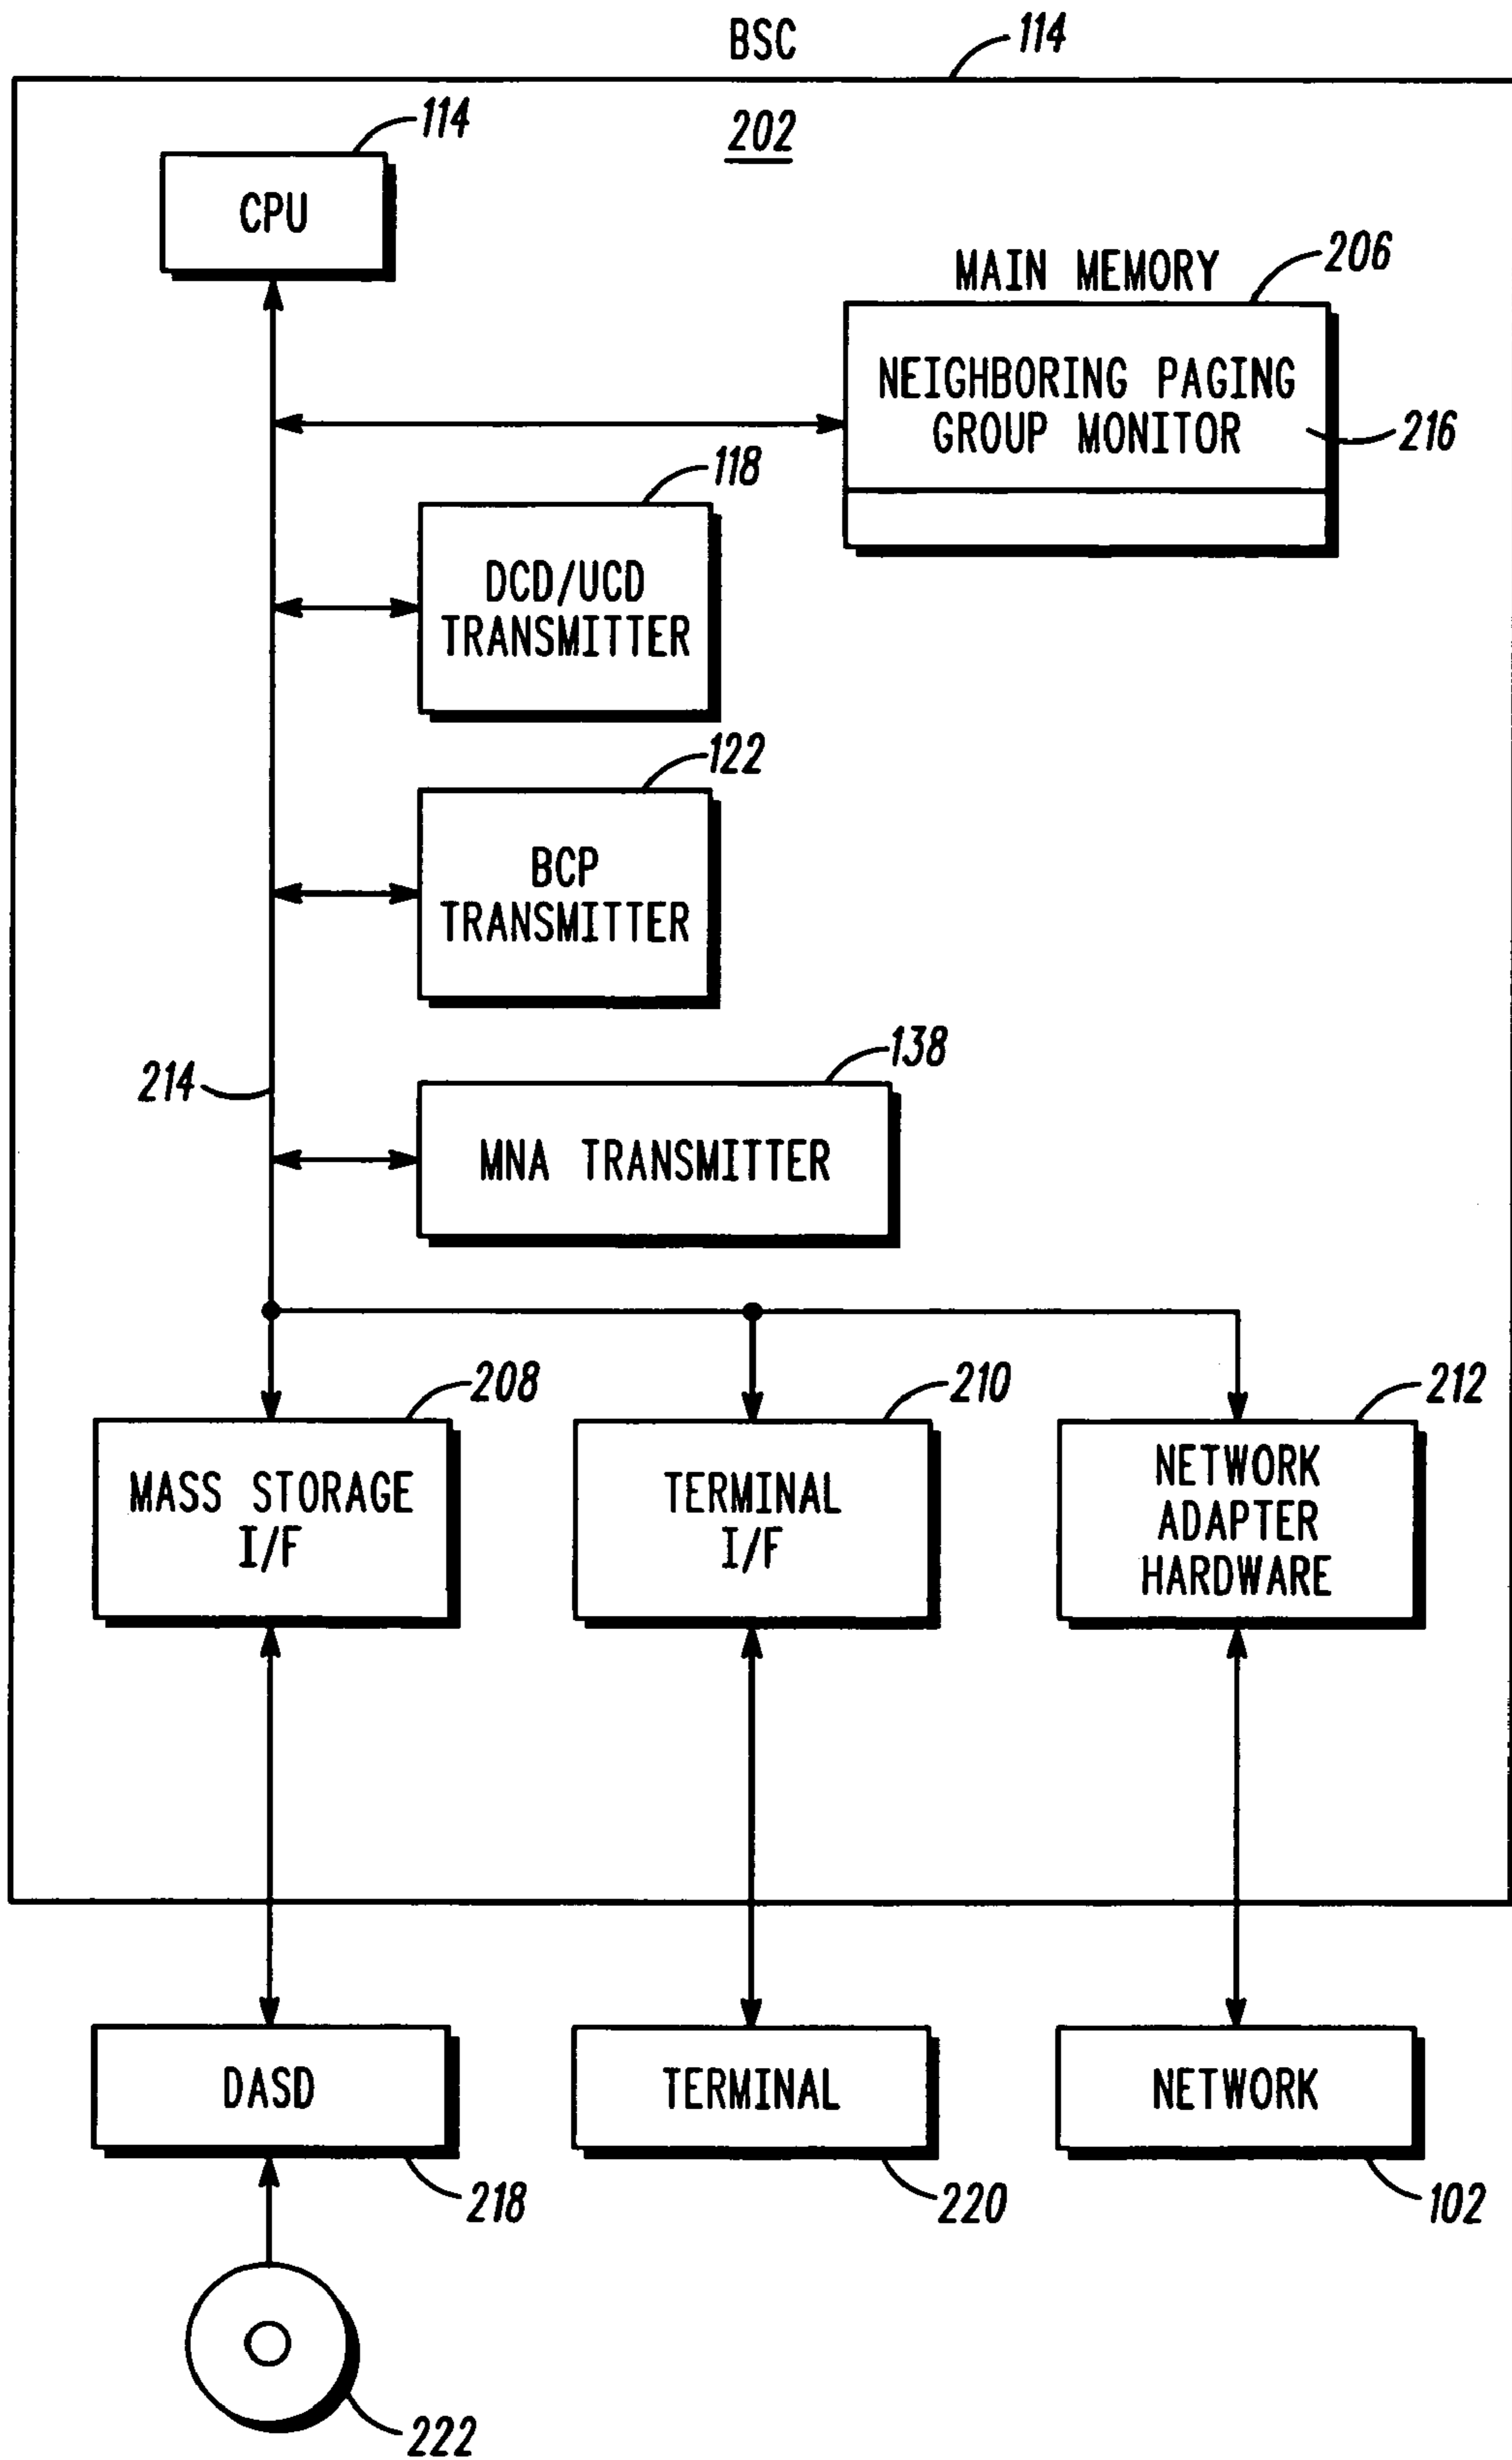 BSC
114
202
114
CPU
MAIN MEMORY
206
NEIGHBORING PAGING
GROUP MONITOR
216
118
DCD/UCD
TRANSMITTER
122
BCP
TRANSMITTER
214
138
MNA TRANSMITTER
208
MASS STORAGE
I/F
210
TERMINAL
I/F
212
NETWORK
ADAPTER
HARDWARE
DASD
218
TERMINAL
220
NETWORK
102
222